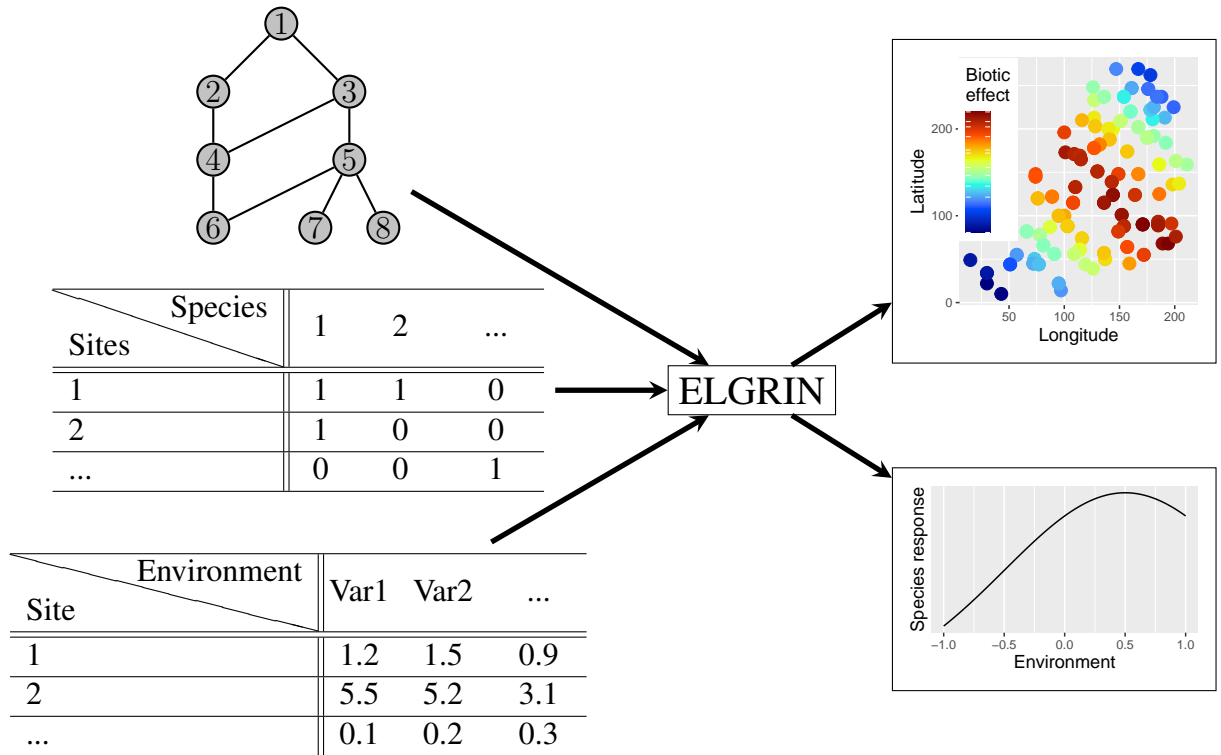 1
2 3
4 5
6 7 8
Species
Sites
1 2 ...
1 1 1 0
2 1 0 0
... 0 0 1
Environment
Site
Var1 Var2 ...
1 1.2 1.5 0.9
2 5.5 5.2 3.1
... 0.1 0.2 0.3
ELGRIN
Biotic
effect
Latitude
200
100
0
50 100 150 200
Longitude
Species response
−1.0 −0.5 0.0 0.5 1.0
Environment